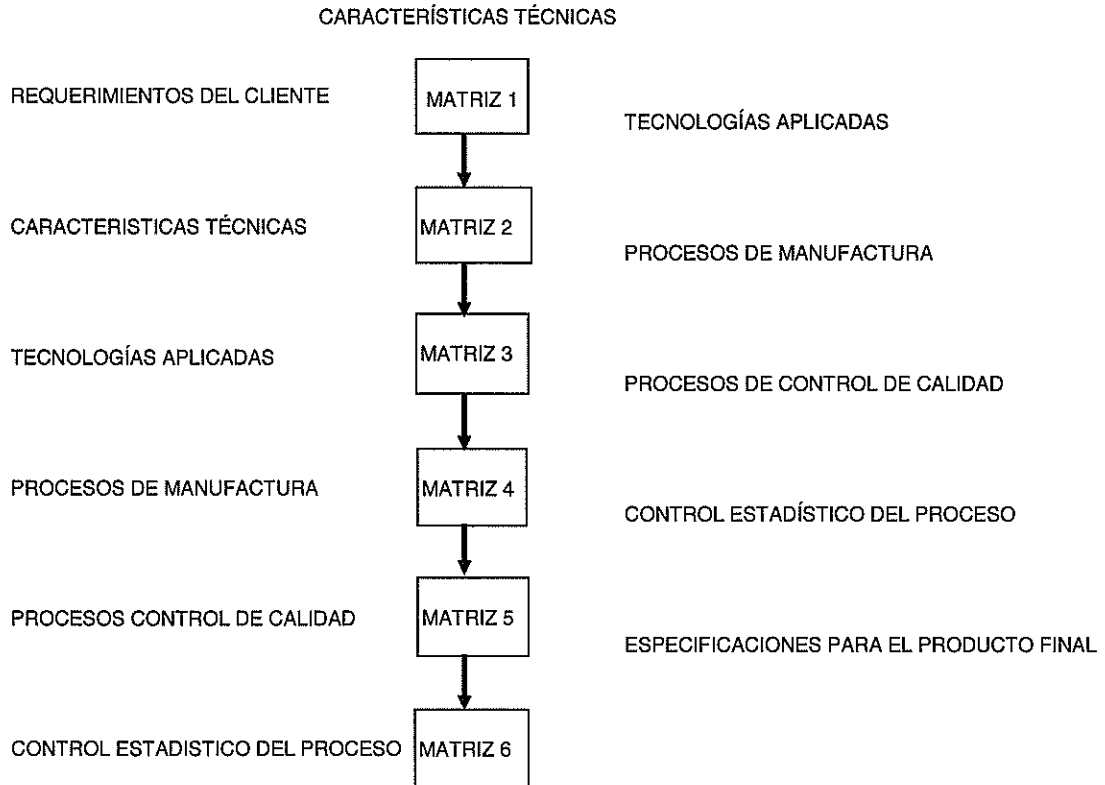 CARACTERÍSTICAS TÉCNICAS
REQUERIMIENTOS DEL CLIENTE
MATRIZ 1
TECNOLOGÍAS APLICADAS
CARACTERISTICAS TÉCNICAS
MATRIZ 2
PROCESOS DE MANUFACTURA
TECNOLOGÍAS APLICADAS
MATRIZ 3
PROCESOS DE CONTROL DE CALIDAD
PROCESOS DE MANUFACTURA
MATRIZ 4
CONTROL ESTADÍSTICO DEL PROCESO
PROCESOS CONTROL DE CALIDAD
MATRIZ 5
ESPECIFICACIONES PARA EL PRODUCTO FINAL
CONTROL ESTADISTICO DEL PROCESO
MATRIZ 6